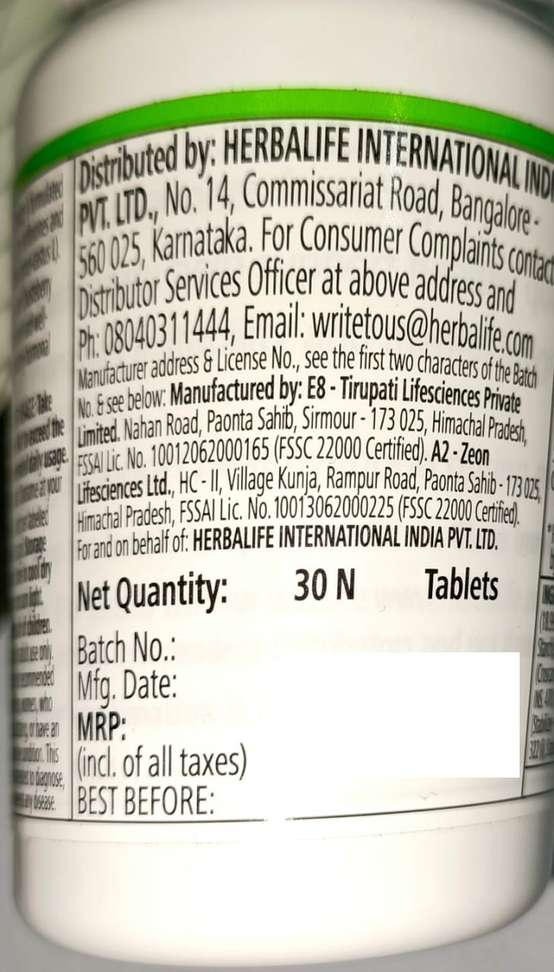 Distributed by: HERBALIFE INTERNATIONAL
PVT. LTD., No. 14, Commissariat Road, Bangalore -
560 025, Karnataka. For Consumer Complaints contact
Distributor Services Officer at above address and
Ph: 08040311444, Email: writetous@herbalife.com
Manufacturer address & License No., see the first two characters of the Batch
No. & see below: Manufactured by: E8 - Tirupati Lifesciences Private
Limited. Nahan Road, Paonta Sahib, Sirmour - 173 025, Himachal Pradesh,
FSSAI Lic. No. 10012062000165 (FSSC 22000 Certified). A2 - Zeon
Lifesciences Ltd., HC - II, Village Kunja, Rampur Road, Paonta Sahib - 173 025,
Himachal Pradesh, FSSAI Lic. No. 10013062000225 (FSSC 22000 Certified).
For and on behalf of: HERBALIFE INTERNATIONAL INDIA PVT. LTD.
Net Quantity: 30 N Tablets
Batch No.:
Mfg. Date:
MRP:
(incl. of all taxes)
BEST BEFORE: